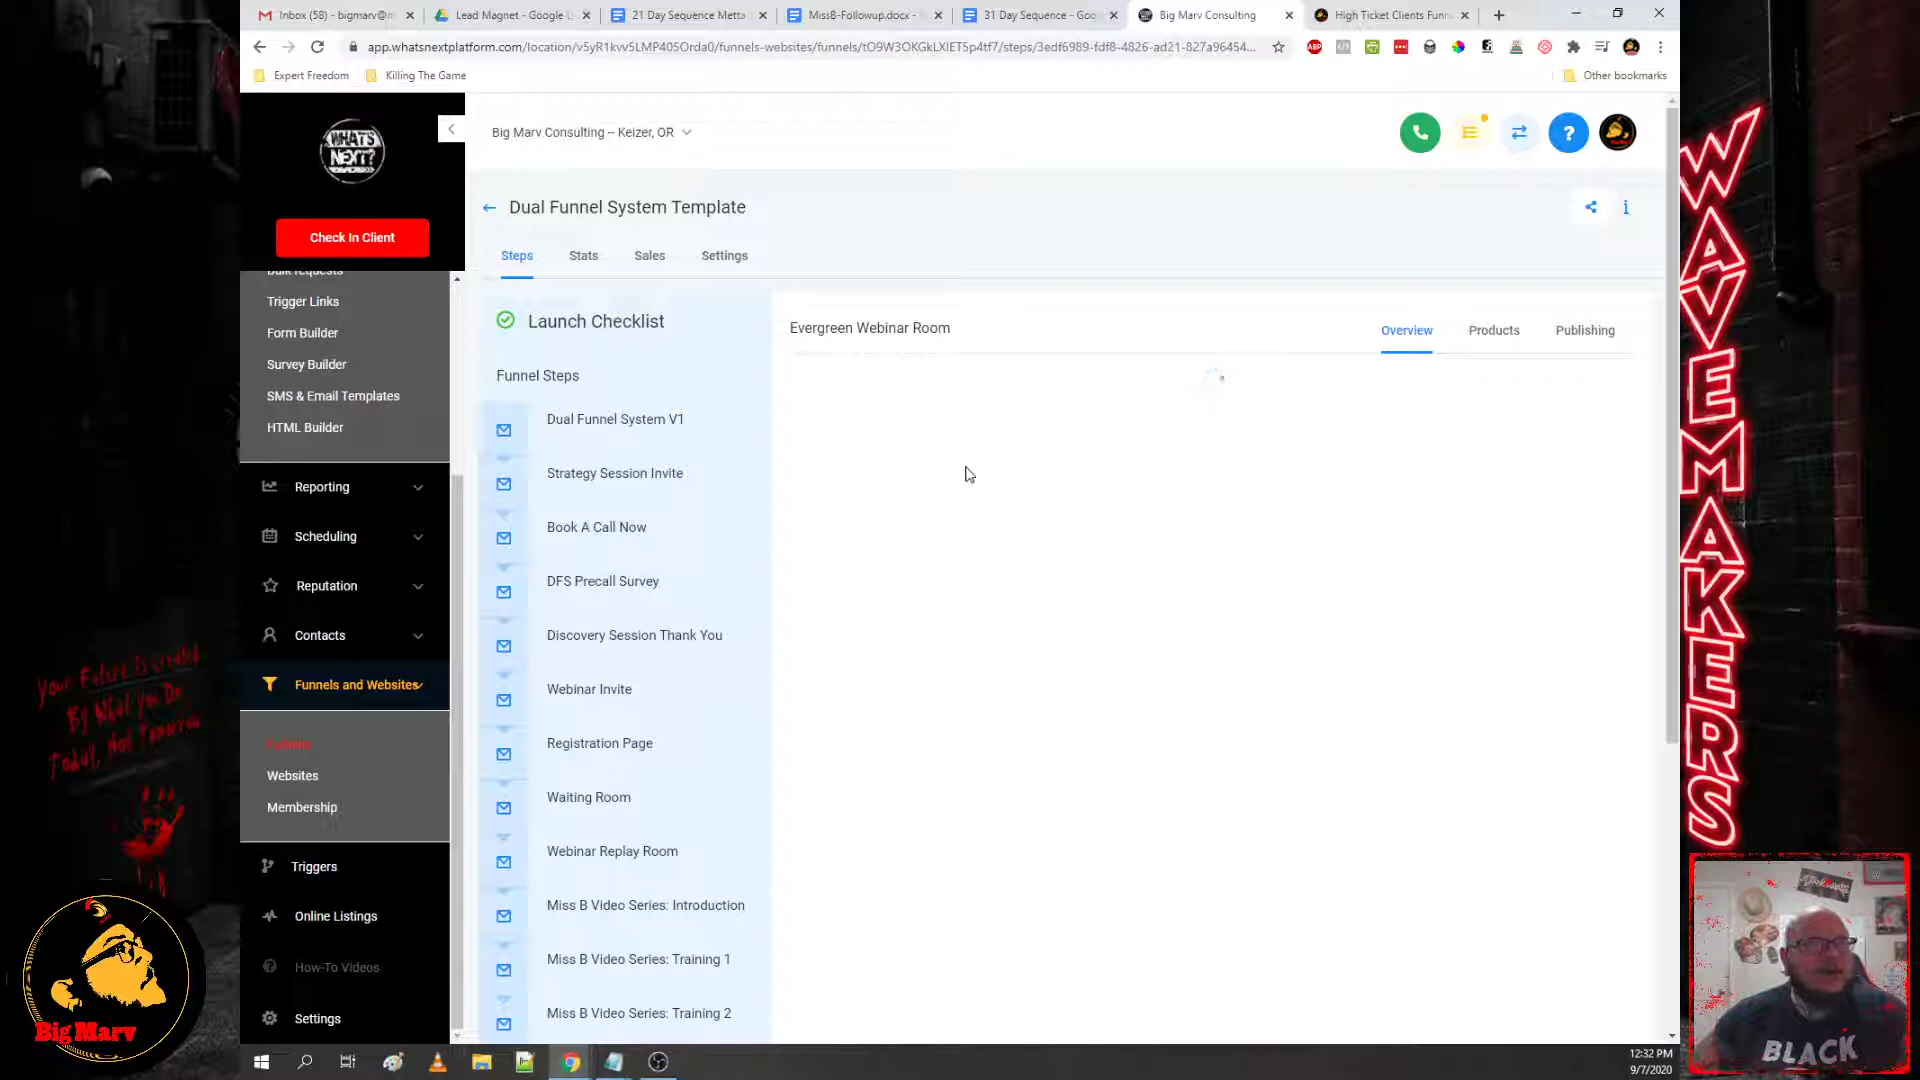 Inbox (58) - bigmarv@m
Lead Magnet - Google D
21 Day Sequence Metta
MissB-Followup.docx -
31 Day Sequence - Goo
Big Marv Consulting
High Ticket Clients Funn
app.whatsnextplatform.com/location/v5yR1kvv5LMP405Orda0/funnels-websites/funnels/tO9W3OKGkLXIET5p4tf7/steps/3edf6989-fdf8-4826-ad21-827a96454...
ABP
Expert Freedom
Killing The Game
Other bookmarks
WHAT'S NEXT?
Big Marv Consulting -- Keizer, OR
Check In Client
Dual Funnel System Template
Steps
Stats
Sales
Settings
Bulk Requests
Trigger Links
Form Builder
Survey Builder
SMS & Email Templates
HTML Builder
Reporting
Scheduling
Reputation
Contacts
Funnels and Websites
Funnels
Websites
Membership
Triggers
Online Listings
How-To Videos
Settings
Launch Checklist
Funnel Steps
Dual Funnel System V1
Strategy Session Invite
Book A Call Now
DFS Precall Survey
Discovery Session Thank You
Webinar Invite
Registration Page
Waiting Room
Webinar Replay Room
Miss B Video Series: Introduction
Miss B Video Series: Training 1
Miss B Video Series: Training 2
Evergreen Webinar Room
Overview
Products
Publishing
Your Future is created
By What you Do
Today, Not Tomorrow
Big Marv
WAVEMAKERS
BLACK
12:32 PM
9/7/2020